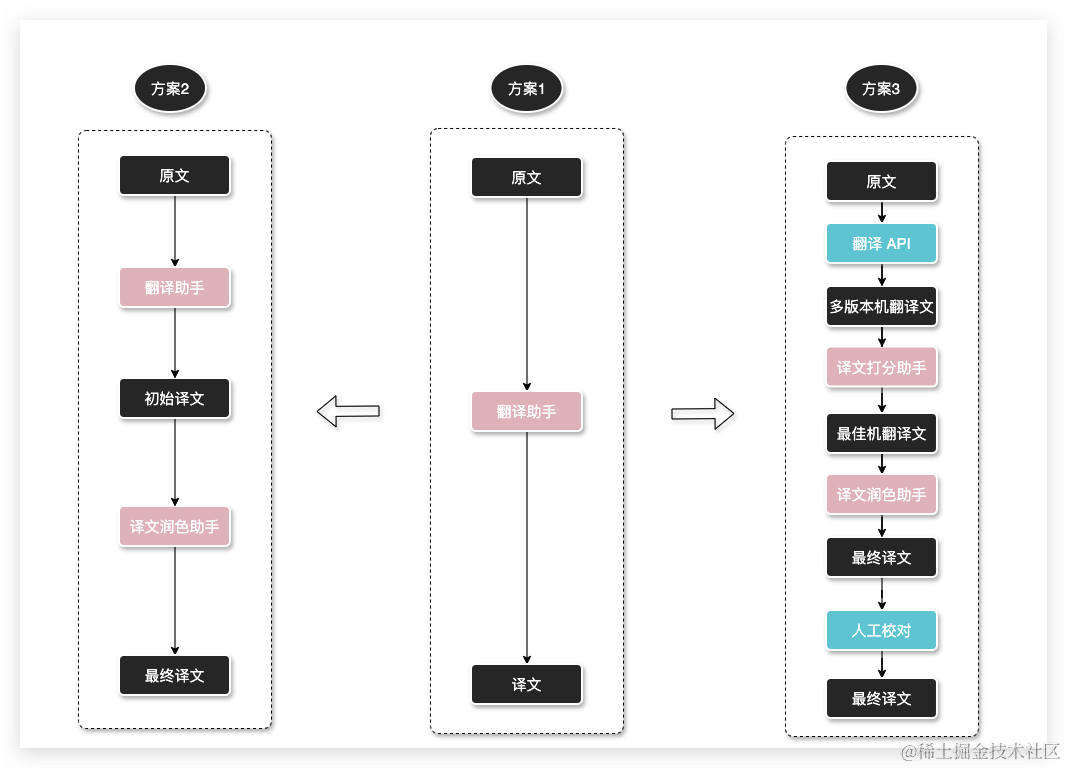 方案2
原文
翻译助手
初始译文
译文润色助手
最终译文
方案1
原文
翻译助手
译文
方案3
原文
翻译 API
多版本机翻译文
译文打分助手
最佳机翻译文
译文润色助手
最终译文
人工校对
最终译文
@稀土掘金技术社区